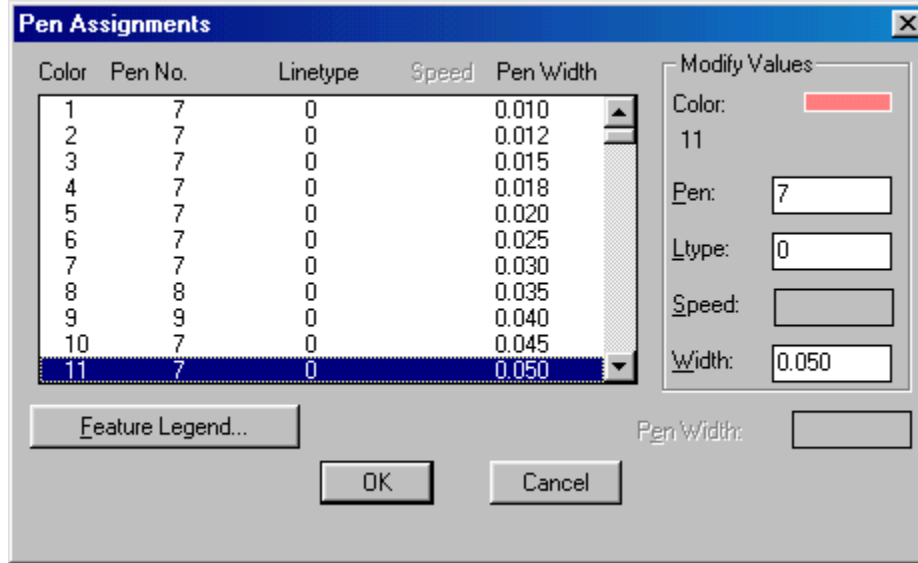 Pen Assignments
Color Pen No. Linetype Speed Pen Width
1 7 0 0.010
2 7 0 0.012
3 7 0 0.015
4 7 0 0.018
5 7 0 0.020
6 7 0 0.025
7 7 0 0.030
8 8 0 0.035
9 9 0 0.040
10 7 0 0.045
11 7 0 0.050
Modify Values
Color:
11
Pen: 7
Ltype: 0
Speed:
Width: 0.050
Feature Legend...
Pen Width:
OK Cancel